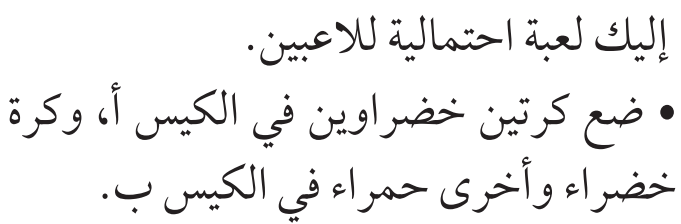 إليك لعبة احتمالية للاعبين.
• ضع كرتين خضراوين في الكيس أ، وكرة
خضراء وأخرى حمراء في الكيس ب.